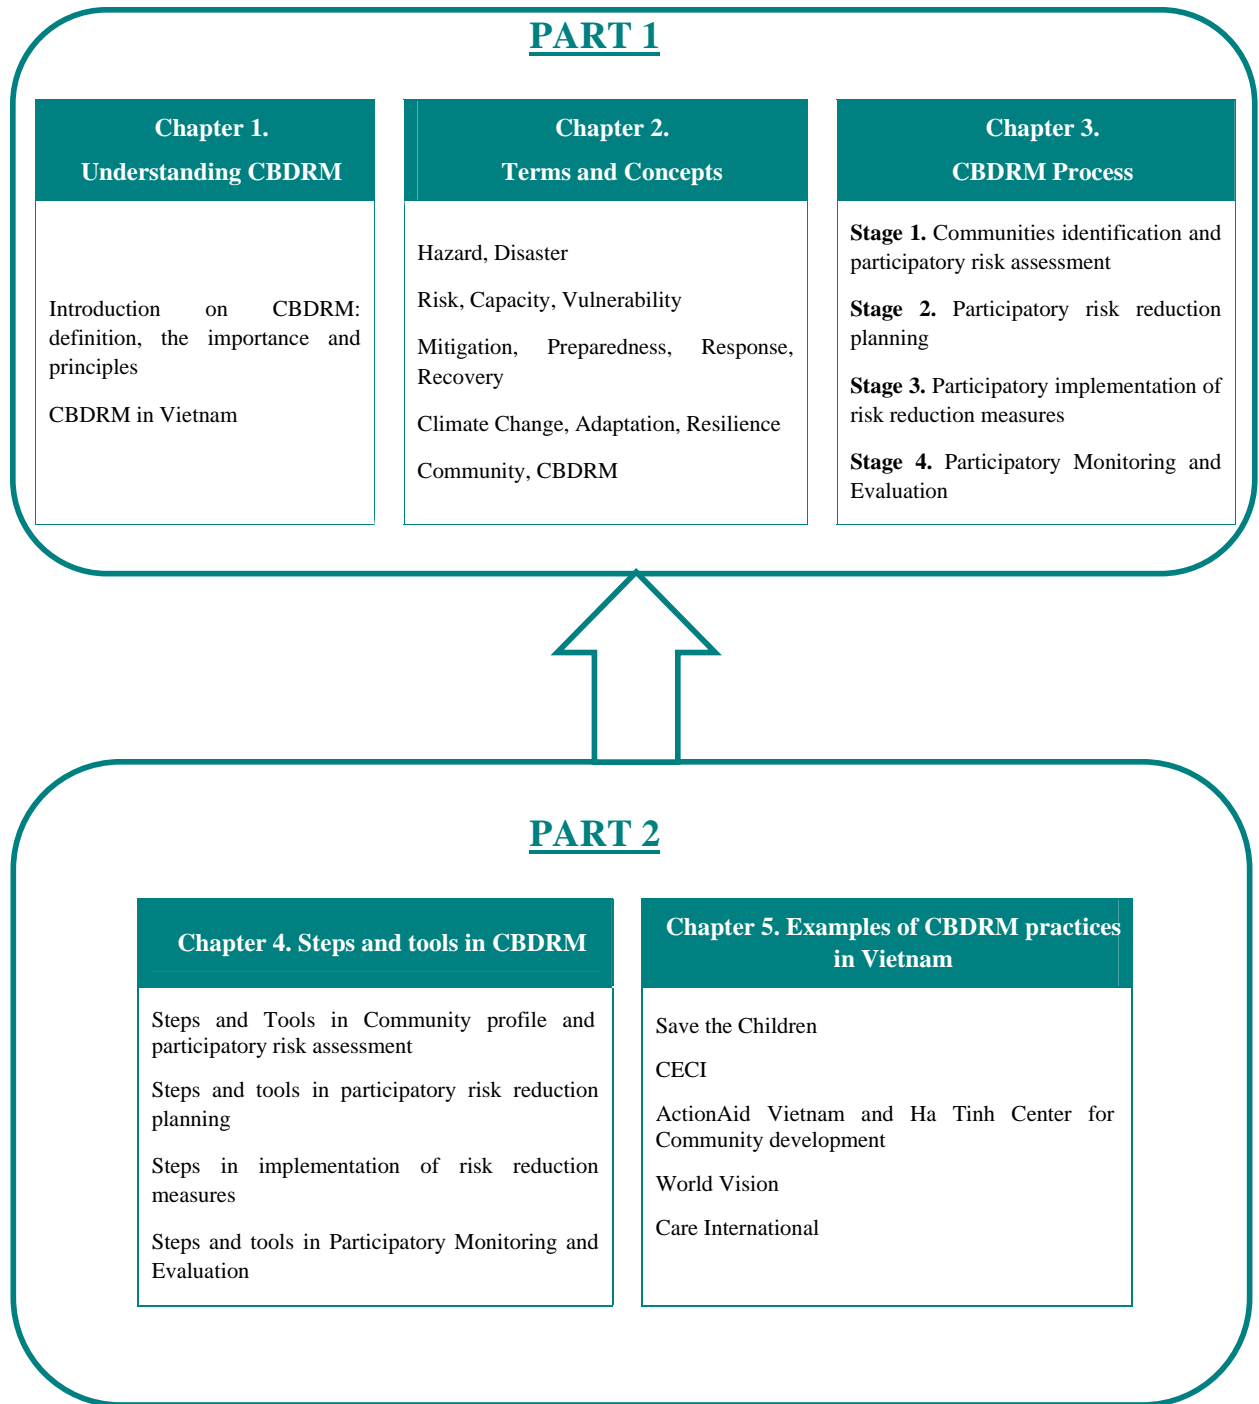 PART 1
Chapter 1.
Understanding CBDRM
Introduction on CBDRM:
definition, the importance and
principles
CBDRM in Vietnam
Chapter 2.
Terms and Concepts
Hazard, Disaster
Risk, Capacity, Vulnerability
Mitigation, Preparedness, Response,
Recovery
Climate Change, Adaptation, Resilience
Community, CBDRM
Chapter 3.
CBDRM Process
Stage 1. Communities identification and
participatory risk assessment
Stage 2. Participatory risk reduction
planning
Stage 3. Participatory implementation of
risk reduction measures
Stage 4. Participatory Monitoring and
Evaluation
PART 2
Chapter 4. Steps and tools in CBDRM
Steps and Tools in Community profile and
participatory risk assessment
Steps and tools in participatory risk reduction
planning
Steps in implementation of risk reduction
measures
Steps and tools in Participatory Monitoring and
Evaluation
Chapter 5. Examples of CBDRM practices
in Vietnam
Save the Children
CECI
ActionAid Vietnam and Ha Tinh Center for
Community development
World Vision
Care International